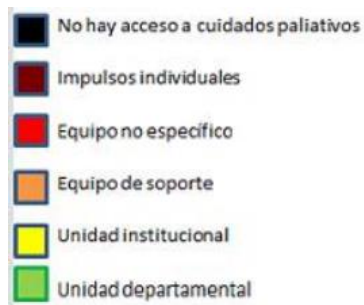 No hay acceso a cuidados paliativos
Impulsos individuales
Equipo no específico
Equipo de soporte
Unidad institucional
Unidad departamental